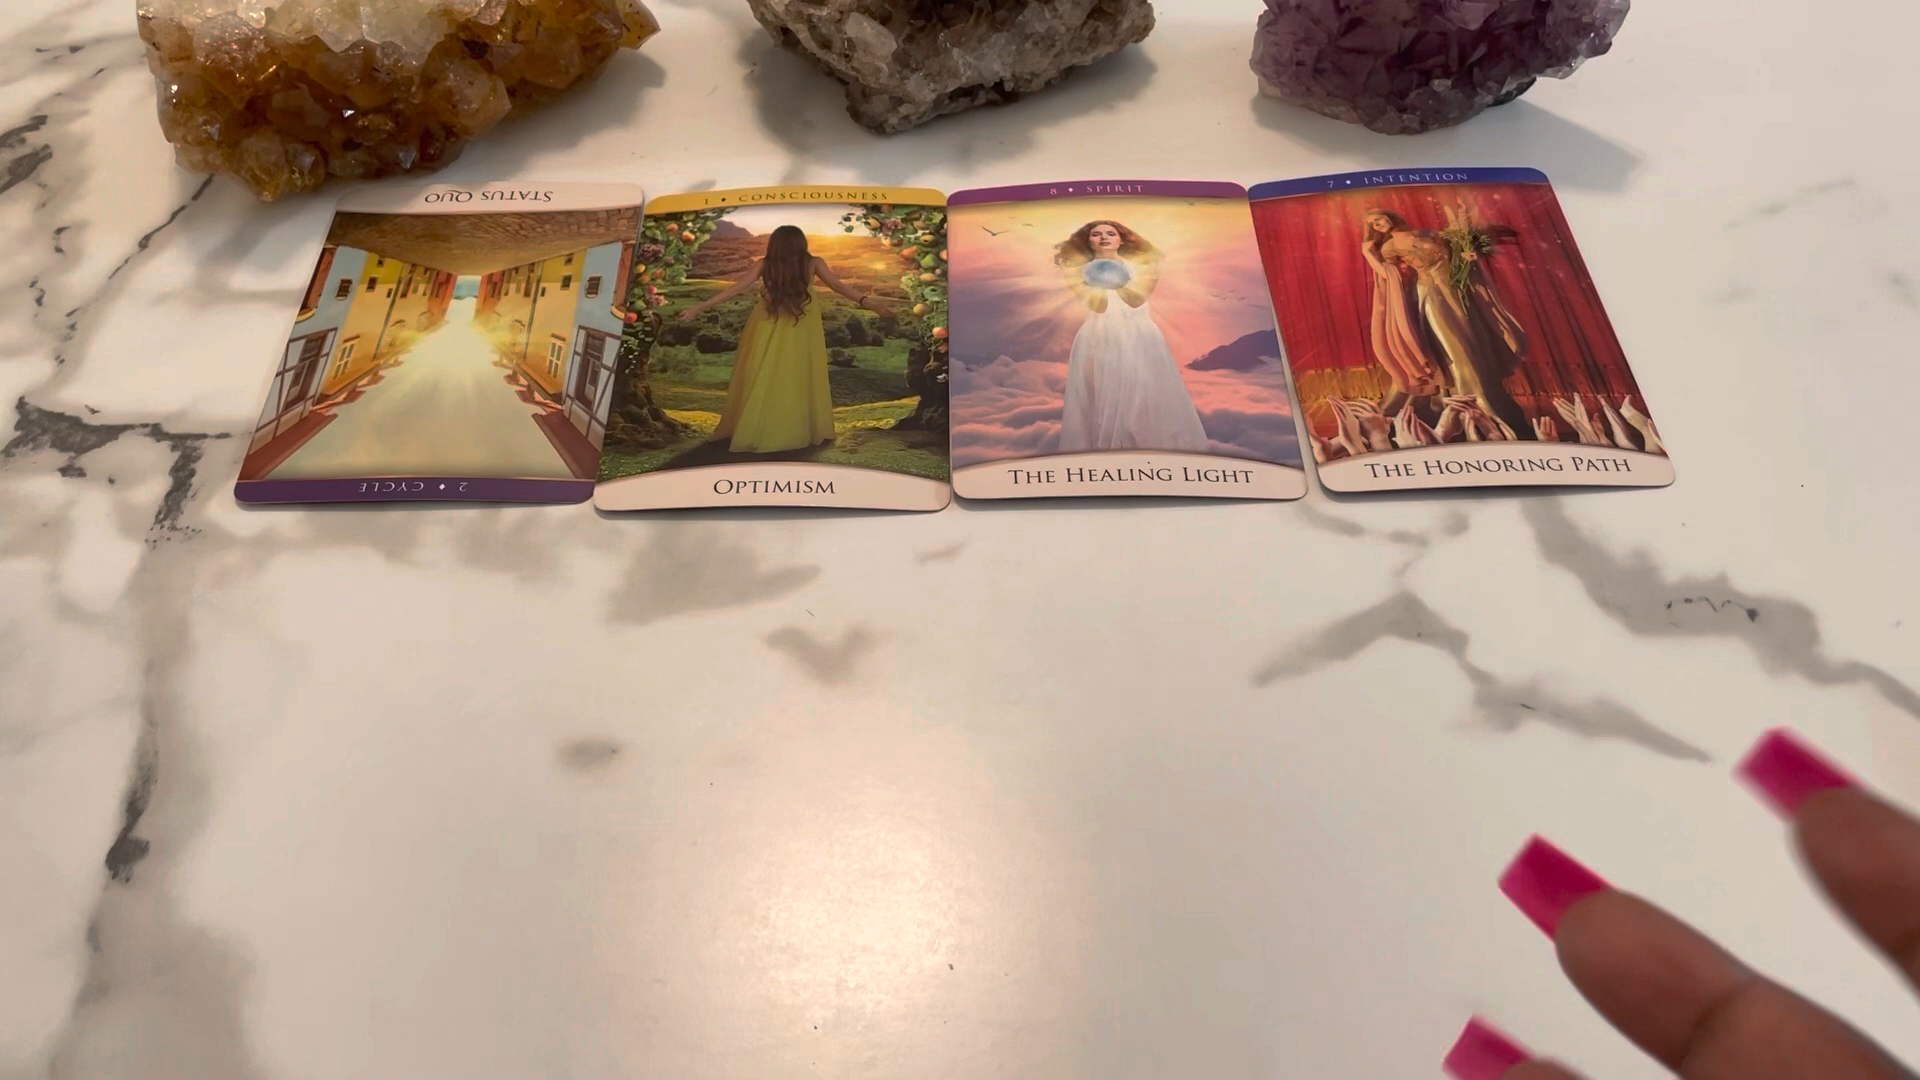 STATUS QUO
2 • CYCLE
1 • CONSCIOUSNESS
OPTIMISM
8 • SPIRIT
THE HEALING LIGHT
7 • INTENTION
THE HONORING PATH